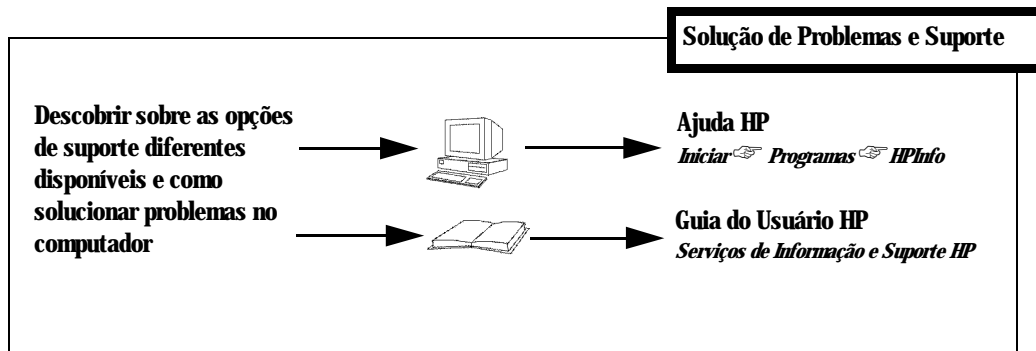 Solução de Problemas e Suporte
Descobrir sobre as opções
de suporte diferentes
disponíveis e como
solucionar problemas no
computador
Ajuda HP
Iniciar ☞ Programas ☞ HPInfo
Guia do Usuário HP
Serviços de Informação e Suporte HP